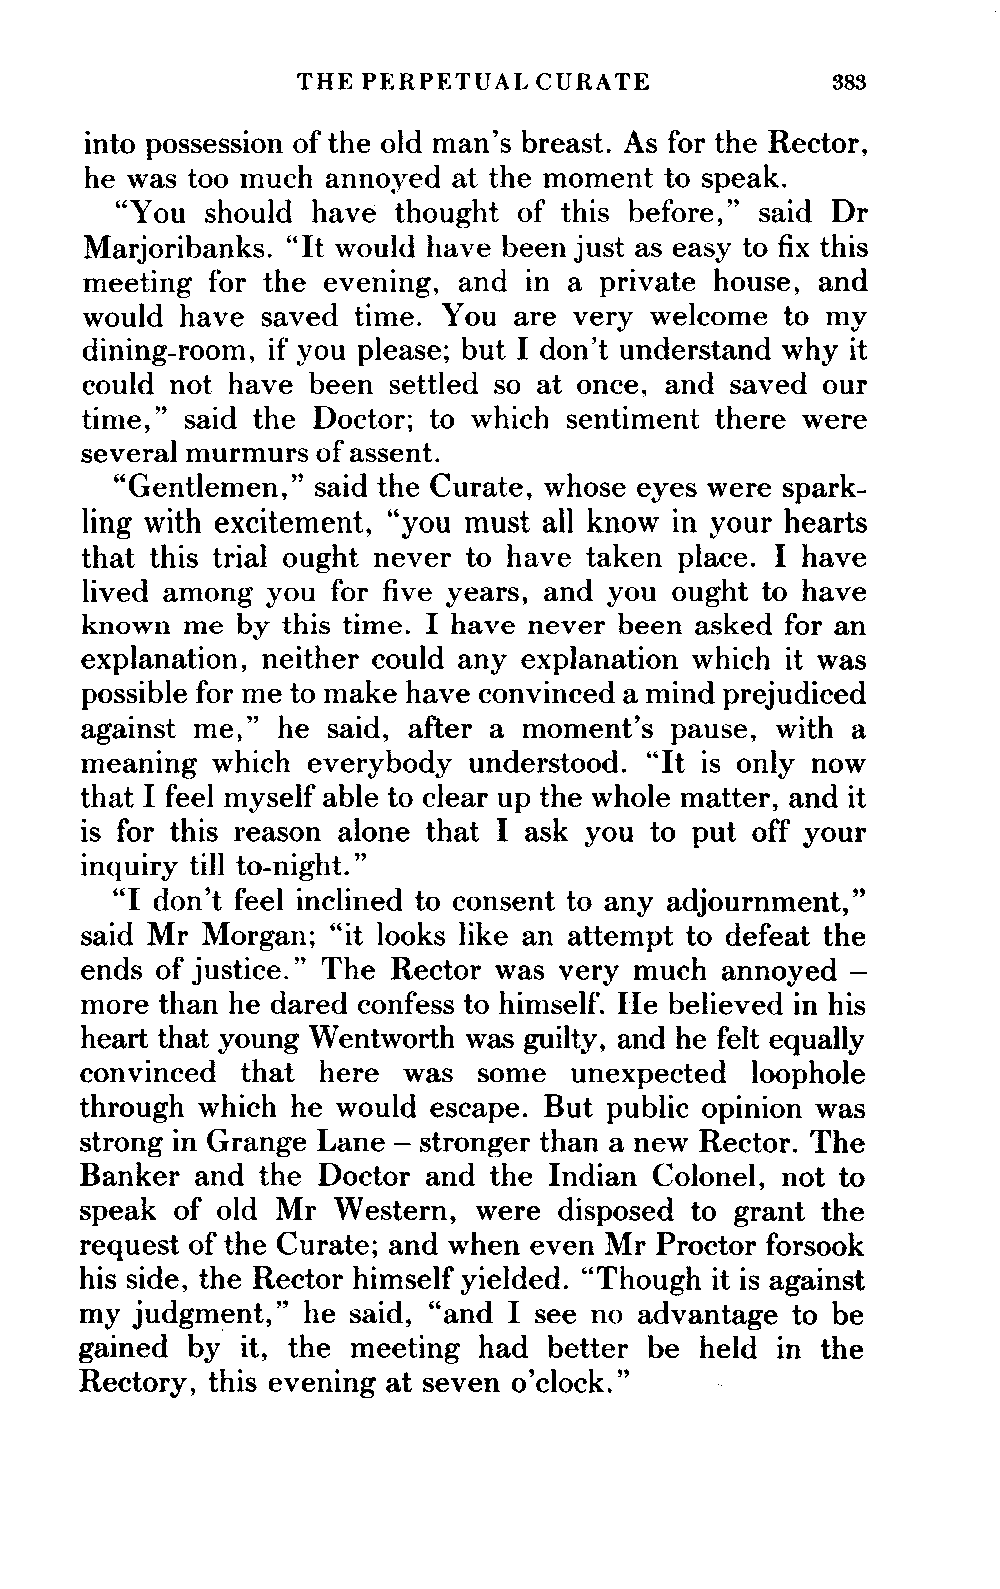 THE PERPETUAL CURATE 383
into possession of the old man's breast. As for the Rector,
he was too much annoyed at the moment to speak.
“You should have thought of this before,” said Dr
Marjoribanks. “It would have been just as easy to fix this
meeting for the evening, and in a private house, and
would have saved time. You are very welcome to my
dining-room, if you please; but I don't understand why it
could not have been settled so at once, and saved our
time,” said the Doctor; to which sentiment there were
several murmurs of assent.
“Gentlemen,” said the Curate, whose eyes were spark-
ling with excitement, “you must all know in your hearts
that this trial ought never to have taken place. I have
lived among you for five years, and you ought to have
known me by this time. I have never been asked for an
explanation, neither could any explanation which it was
possible for me to make have convinced a mind prejudiced
against me,” he said, after a moment's pause, with a
meaning which everybody understood. “It is only now
that I feel myself able to clear up the whole matter, and it
is for this reason alone that I ask you to put off your
inquiry till to-night.”
“I don't feel inclined to consent to any adjournment,”
said Mr Morgan; “it looks like an attempt to defeat the
ends of justice.” The Rector was very much annoyed –
more than he dared confess to himself. He believed in his
heart that young Wentworth was guilty, and he felt equally
convinced that here was some unexpected loophole
through which he would escape. But public opinion was
strong in Grange Lane – stronger than a new Rector. The
Banker and the Doctor and the Indian Colonel, not to
speak of old Mr Western, were disposed to grant the
request of the Curate; and when even Mr Proctor forsook
his side, the Rector himself yielded. “Though it is against
my judgment,” he said, “and I see no advantage to be
gained by it, the meeting had better be held in the
Rectory, this evening at seven o'clock.”